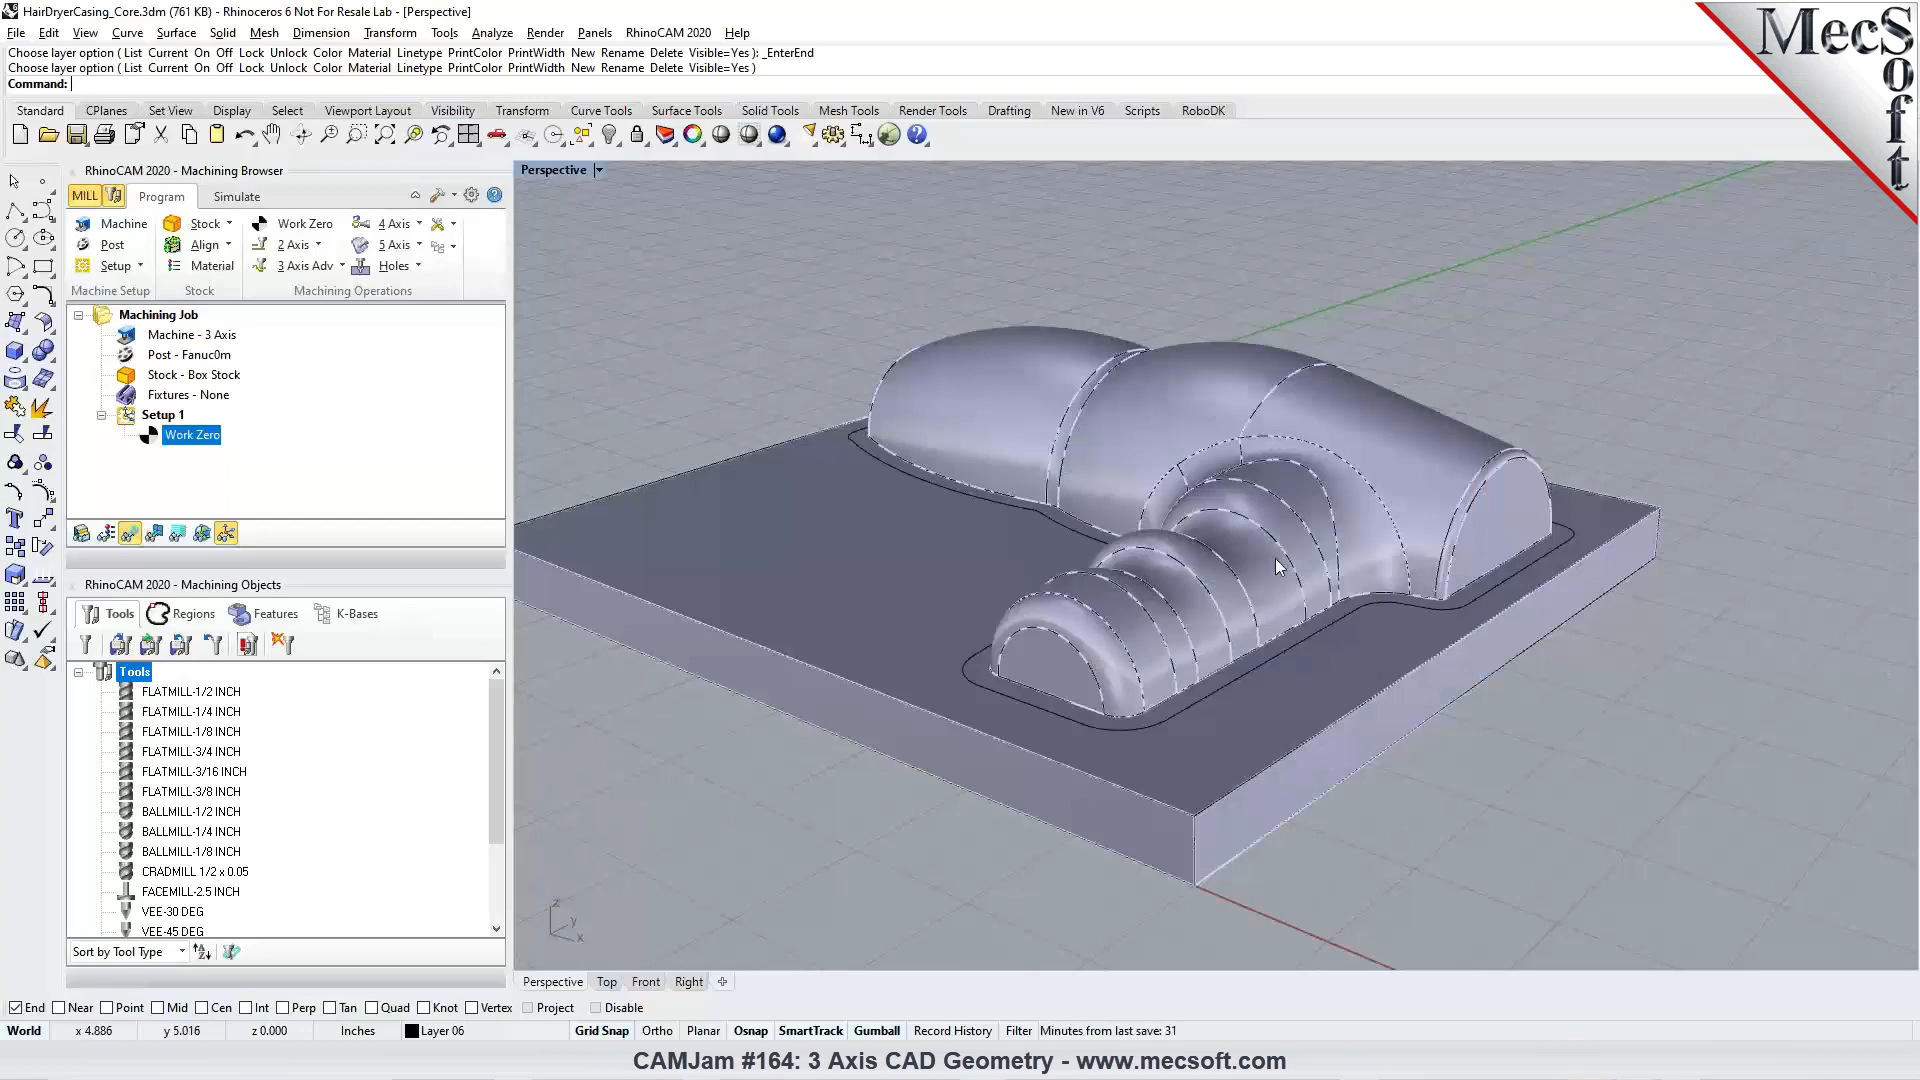 HairDryerCasing_Core.3dm (761 KB) - Rhinoceros 6 Not For Resale Lab - [Perspective]
File Edit View Curve Surface Solid Mesh Dimension Transform Tools Analyze Render Panels RhinoCAM 2020 Help
Choose layer option ( List Current On Off Lock Unlock Color Material Linetype PrintColor PrintWidth New Rename Delete Visible=Yes ): _EnterEnd
Choose layer option ( List Current On Off Lock Unlock Color Material Linetype PrintColor PrintWidth New Rename Delete Visible=Yes )
Command:
Standard CPlanes Set View Display Select Viewport Layout Visibility Transform Curve Tools Surface Tools Solid Tools Mesh Tools Render Tools Drafting New in V6 Scripts RoboDK
MecSoft
RhinoCAM 2020 - Machining Browser
MILL Program Simulate
Machine Stock Work Zero 4 Axis
Post Align 2 Axis 5 Axis
Setup Material 3 Axis Adv Holes
Machine Setup Stock Machining Operations
Machining Job
Machine - 3 Axis
Post - Fanuc0m
Stock - Box Stock
Fixtures - None
Setup 1
Work Zero
RhinoCAM 2020 - Machining Objects
Tools Regions Features K-Bases
Tools
FLATMILL-1/2 INCH
FLATMILL-1/4 INCH
FLATMILL-1/8 INCH
FLATMILL-3/4 INCH
FLATMILL-3/16 INCH
FLATMILL-3/8 INCH
BALLMILL-1/2 INCH
BALLMILL-1/4 INCH
BALLMILL-1/8 INCH
CRADMILL 1/2 x 0.05
FACEMILL-2.5 INCH
VEE-30 DEG
VEE-45 DEG
Sort by Tool Type
Perspective
z
y
x
Perspective Top Front Right
End Near Point Mid Cen Int Perp Tan Quad Knot Vertex Project Disable
World x 4.886 y 5.016 z 0.000 Inches Layer 06 Grid Snap Ortho Planar Osnap SmartTrack Gumball Record History Filter Minutes from last save: 31
CAMJam #164: 3 Axis CAD Geometry - www.mecsoft.com